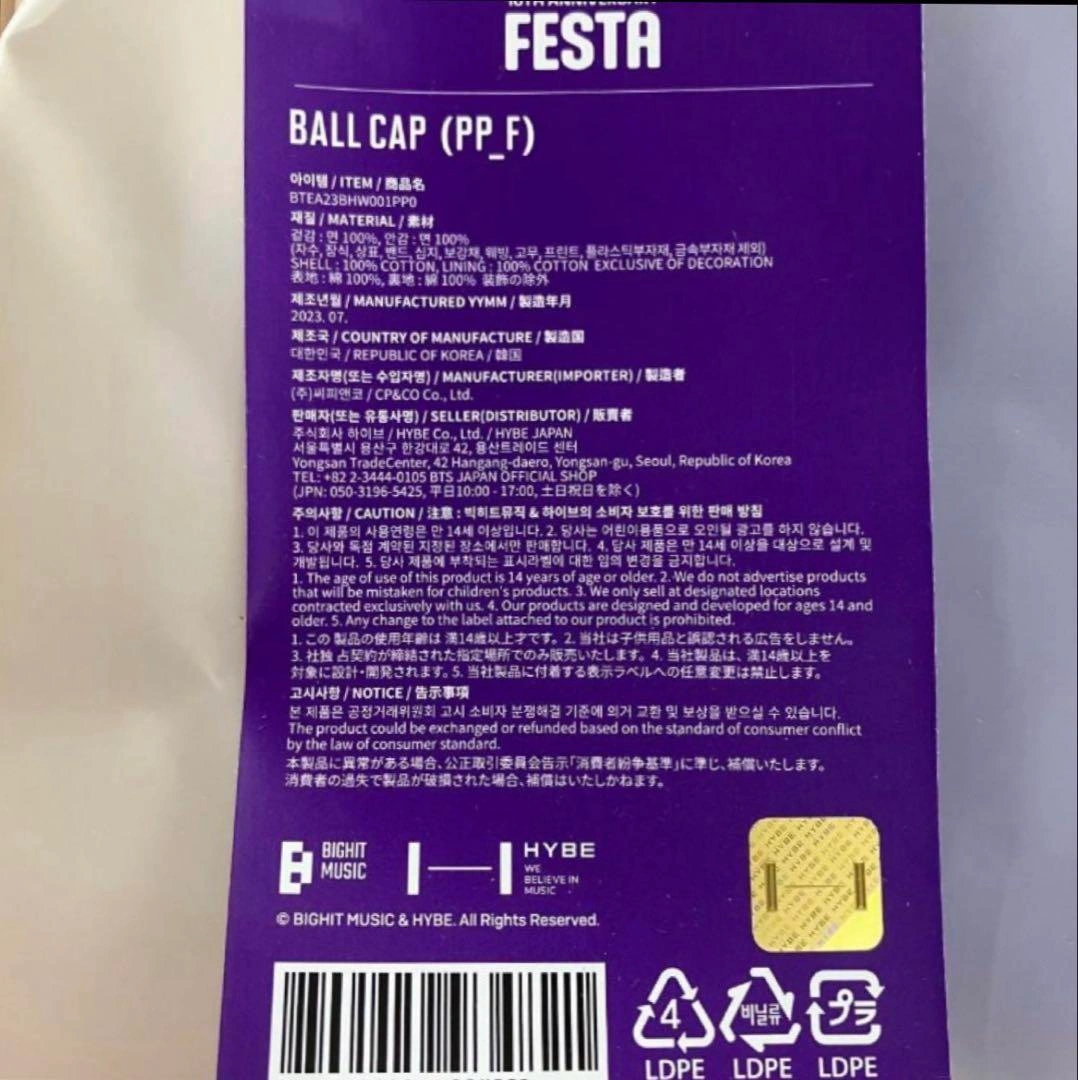 10TH ANNIVERSARY
FESTA
BALL CAP (PP_F)
아이템 / ITEM / 商品名
BTEA23BHW001PP0
재질 / MATERIAL / 素材
겉감 : 면 100%, 안감 : 면 100%
(자수, 장식, 상표, 밴드, 심지, 보강재, 웨빙, 고무, 프린트, 플라스틱부자재, 금속부자재 제외)
SHELL : 100% COTTON, LINING : 100% COTTON EXCLUSIVE OF DECORATION
表地 : 綿 100%, 裏地 : 綿 100% 装飾の除外
제조년월 / MANUFACTURED YYMM / 製造年月
2023. 07.
제조국 / COUNTRY OF MANUFACTURE / 製造国
대한민국 / REPUBLIC OF KOREA / 韓国
제조자명(또는 수입자명) / MANUFACTURER(IMPORTER) / 製造者
(주)씨피앤코 / CP&CO Co., Ltd.
판매자(또는 유통사명) / SELLER(DISTRIBUTOR) / 販賣者
주식회사 하이브 / HYBE Co., Ltd. / HYBE JAPAN
서울특별시 용산구 한강대로 42, 용산트레이드 센터
Yongsan TradeCenter, 42 Hangang-daero, Yongsan-gu, Seoul, Republic of Korea
TEL: +82 2-3444-0105 BTS JAPAN OFFICIAL SHOP
(JPN: 050-3196-5425, 平日10:00 - 17:00, 土日祝日を除く)
주의사항 / CAUTION / 注意 : 빅히트뮤직 & 하이브의 소비자 보호를 위한 판매 방침
1. 이 제품의 사용연령은 만 14세 이상입니다. 2. 당사는 어린이용품으로 오인될 광고를 하지 않습니다.
3. 당사와 독점 계약된 지정된 장소에서만 판매합니다. 4. 당사 제품은 만 14세 이상을 대상으로 설계 및
개발됩니다. 5. 당사 제품에 부착되는 표시라벨에 대한 임의 변경을 금지합니다.
1. The age of use of this product is 14 years of age or older. 2. We do not advertise products
that will be mistaken for children's products. 3. We only sell at designated locations
contracted exclusively with us. 4. Our products are designed and developed for ages 14 and
older. 5. Any change to the label attached to our product is prohibited.
1. この 製品の使用年齢は 満14歳以上才です。 2. 当社は子供用品と誤認される広告をしません。
3. 社独 占契約が締結された指定場所でのみ販売いたします。 4. 当社製品は、満14歳以上を
対象に設計・開発されます。 5. 当社製品に付着する表示ラベルへの任意変更は禁止します。
고시사항 / NOTICE / 告示事項
본 제품은 공정거래위원회 고시 소비자 분쟁해결 기준에 의거 교환 및 보상을 받으실 수 있습니다.
The product could be exchanged or refunded based on the standard of consumer conflict
by the law of consumer standard.
本製品に異常がある場合、公正取引委員会告示「消費者紛争基準」に準じ、補償いたします。
消費者の過失で製品が破損された場合、補償はいたしかねます。
BIGHIT
MUSIC
HYBE
WE
BELIEVE IN
MUSIC
© BIGHIT MUSIC & HYBE. All Rights Reserved.
HYBE HYBE HYBE
4 비닐류 プラ
LDPE LDPE LDPE